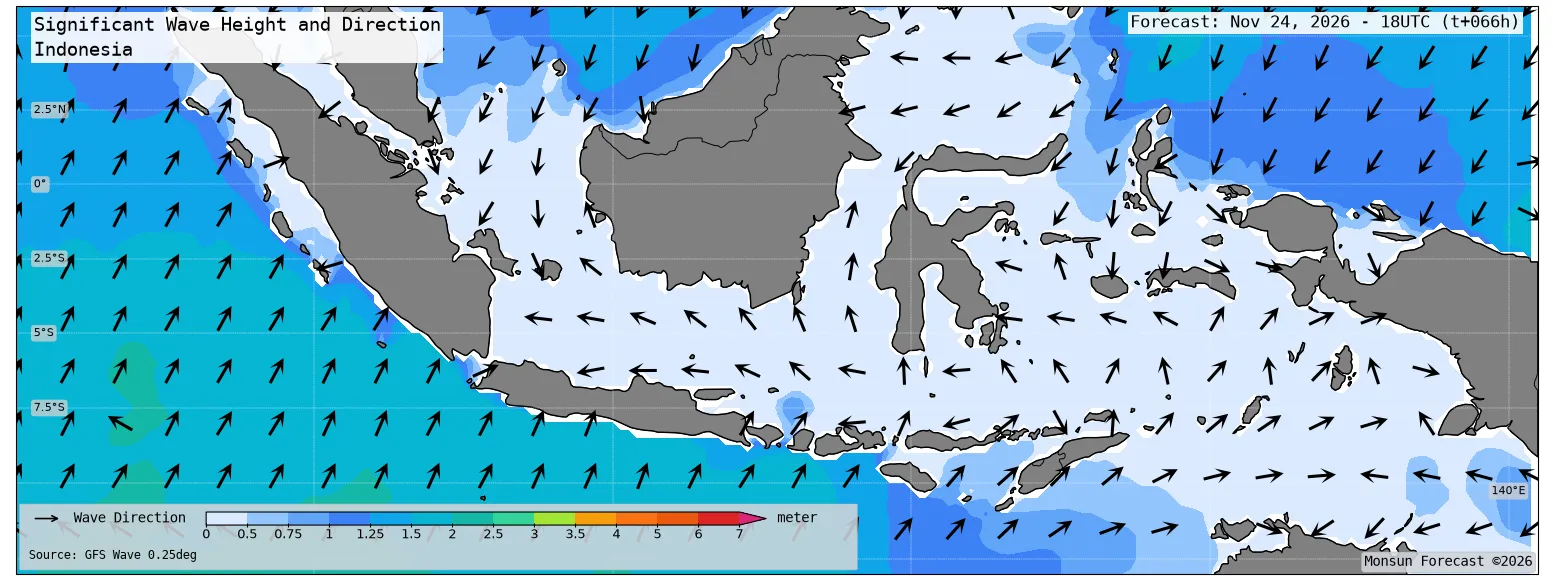 Significant Wave Height and Direction
Indonesia
Forecast: Nov 24, 2026 - 18UTC (t+066h)
2.5°N
0°
2.5°S
5°S
7.5°S
140°E
Wave Direction
0 0.5 0.75 1 1.25 1.5 2 2.5 3 3.5 4 5 6 7
meter
Source: GFS Wave 0.25deg
Monsun Forecast ©2026